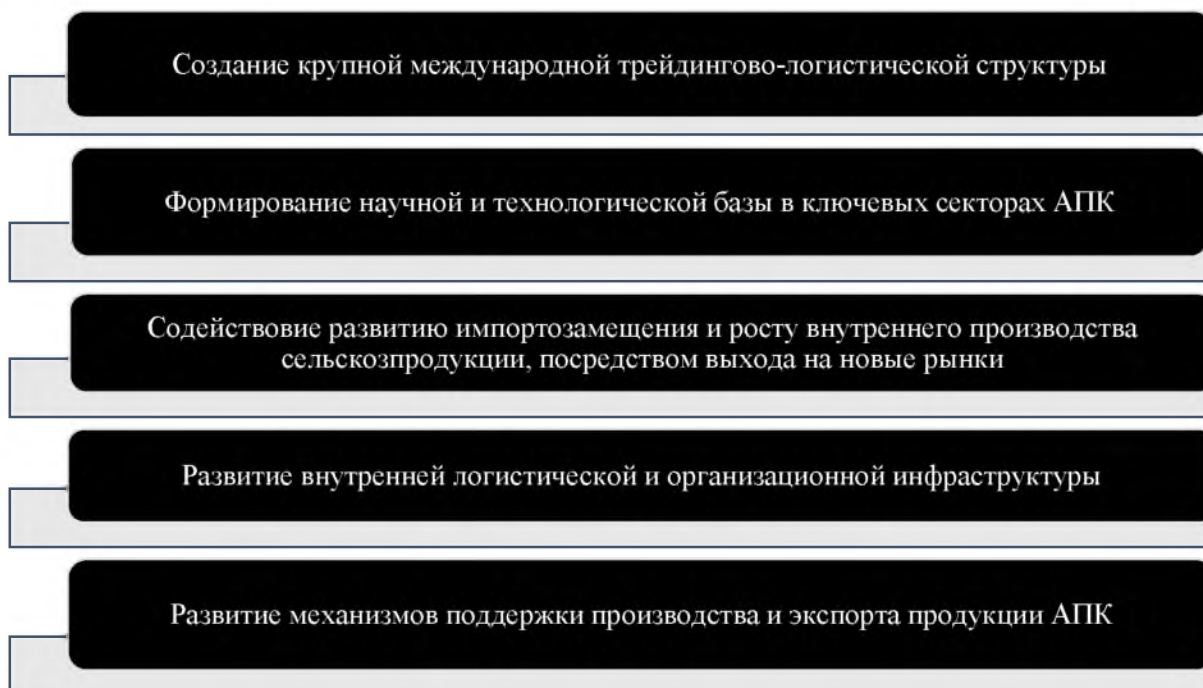 Создание крупной международной трейдингово-логистической структуры
Формирование научной и технологической базы в ключевых секторах АПК
Содействовие развитию импортозамещения и росту внутреннего производства
сельскозпродукции, посредством выхода на новые рынки
Развитие внутренней логистической и организационной инфраструктуры
Развитие механизмов поддержки производства и экспорта продукции АПК